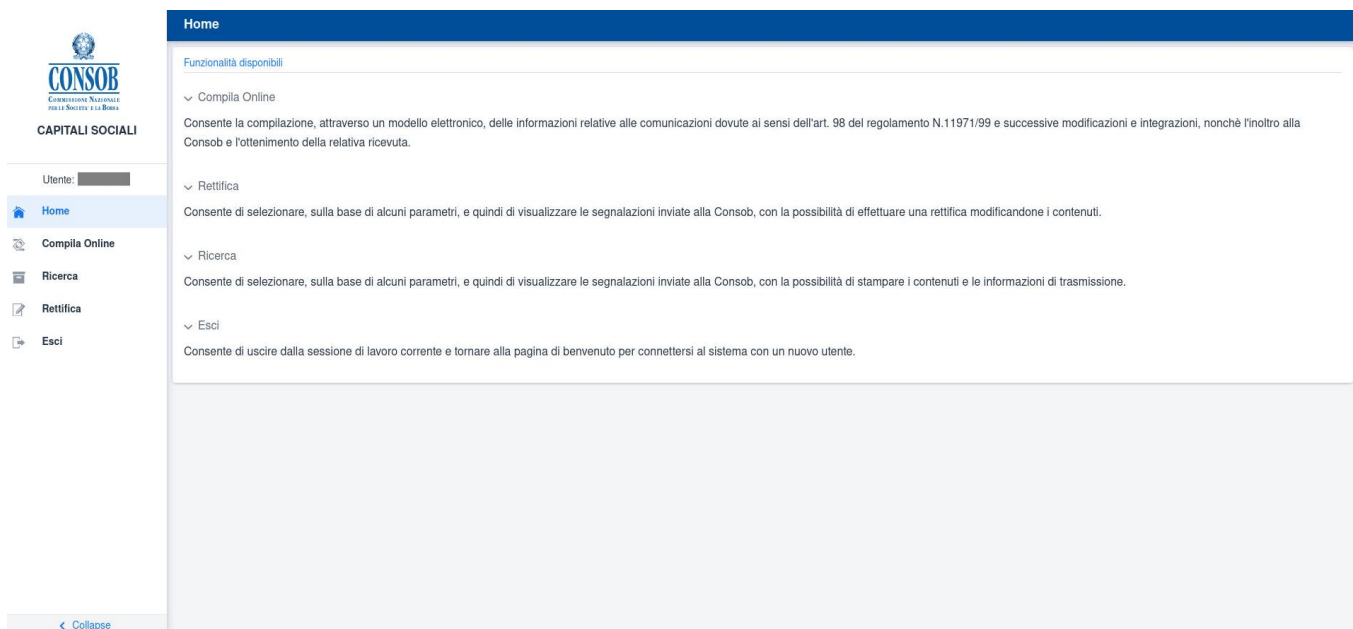 CONSOB
COMMISSIONE NAZIONALE
PER LE SOCIETA' E LA BORSA
CAPITALI SOCIALI
Utente:
Home
Compila Online
Ricerca
Rettifica
Esci
Collapse
Home
Funzionalità disponibili
Compila Online
Consente la compilazione, attraverso un modello elettronico, delle informazioni relative alle comunicazioni dovute ai sensi dell'art. 98 del regolamento N.11971/99 e successive modificazioni e integrazioni, nonchè l'inoltro alla
Consob e l'ottenimento della relativa ricevuta.
Rettifica
Consente di selezionare, sulla base di alcuni parametri, e quindi di visualizzare le segnalazioni inviate alla Consob, con la possibilità di effettuare una rettifica modificandone i contenuti.
Ricerca
Consente di selezionare, sulla base di alcuni parametri, e quindi di visualizzare le segnalazioni inviate alla Consob, con la possibilità di stampare i contenuti e le informazioni di trasmissione.
Esci
Consente di uscire dalla sessione di lavoro corrente e tornare alla pagina di benvenuto per connettersi al sistema con un nuovo utente.